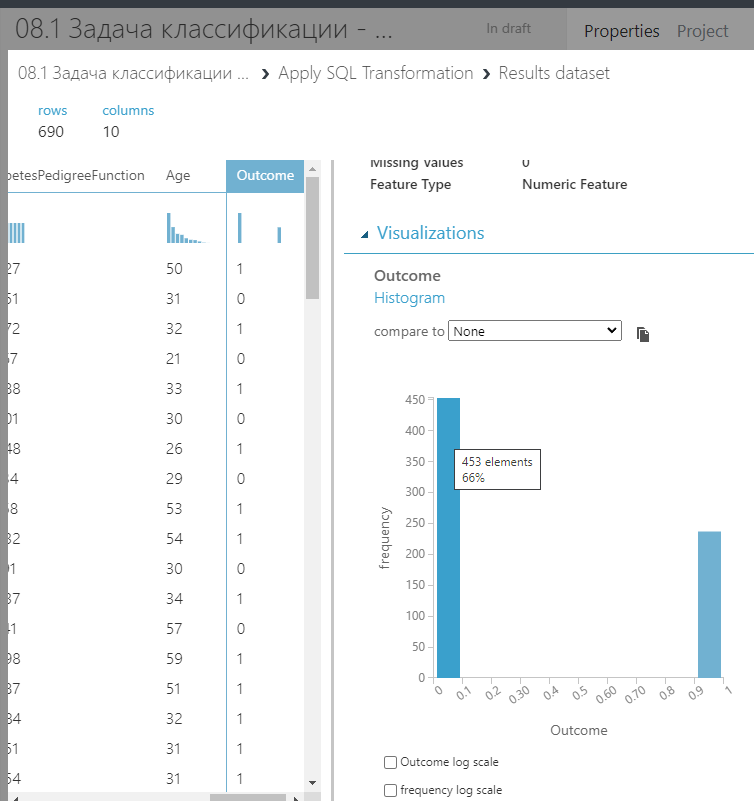 08.1 Задача классификации - ...
In draft
Properties Project
08.1 Задача классификации ... › Apply SQL Transformation › Results dataset
rows columns
690 10
betesPedigreeFunction Age Outcome
27 50 1
51 31 0
72 32 1
67 21 0
38 33 1
01 30 0
48 26 1
34 29 0
58 53 1
32 54 1
91 30 0
37 34 1
41 57 0
98 59 1
37 51 1
34 32 1
51 31 1
54 31 1
Missing Values 0
Feature Type Numeric Feature
Visualizations
Outcome
Histogram
compare to None
450
400
350
300
250
200
150
100
50
0
frequency
453 elements
66%
0 0.1 0.2 0.30 0.4 0.5 0.60 0.70 0.8 0.9 1
Outcome
Outcome log scale
frequency log scale